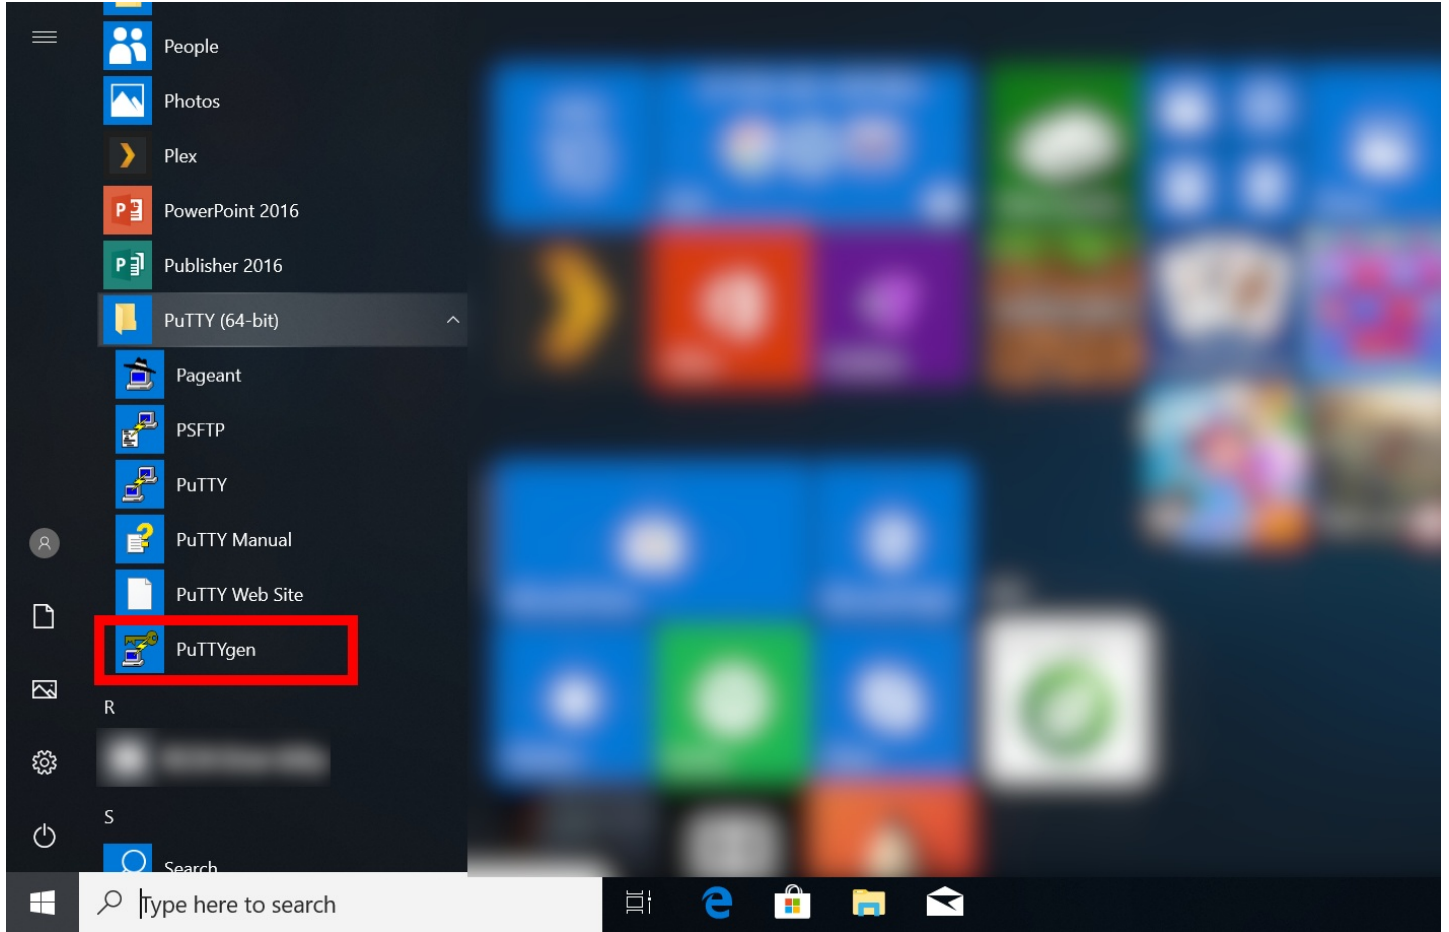 People
Photos
Plex
PowerPoint 2016
Publisher 2016
PuTTY (64-bit)
Pageant
PSFTP
PuTTY
PuTTY Manual
PuTTY Web Site
PuTTYgen
R
S
Search
Type here to search